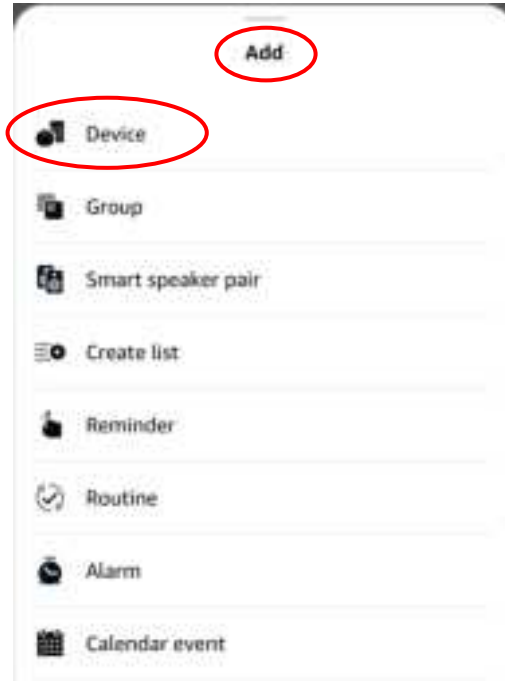 Add
Device
Group
Smart speaker pair
Create list
Reminder
Routine
Alarm
Calendar event